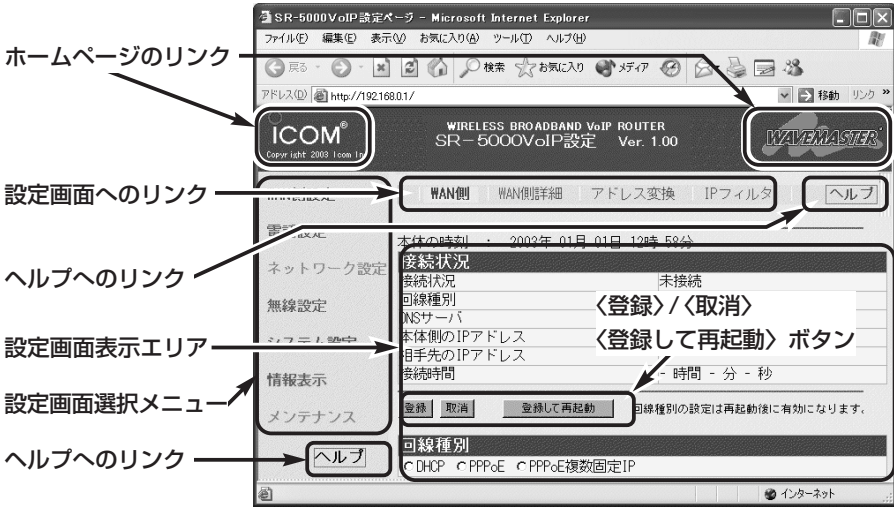 SR-5000VoIP設定ページ - Microsoft Internet Explorer
ファイル(F) 編集(E) 表示(V) お気に入り(A) ツール(T) ヘルプ(H)
戻る 検索 お気に入り メディア
アドレス(D) http://192.168.0.1/ 移動 リンク »
ホームページのリンク
ICOM®
Copyright 2003 Icom In
WIRELESS BROADBAND VoIP ROUTER
SR-5000VoIP設定 Ver. 1.00
WAVEMASTER
設定画面へのリンク
WAN側設定
WAN側 WAN側詳細 アドレス変換 IPフィルタ ヘルプ
電話設定
本体の時刻 : 2003年 01月 01日 12時 58分
ヘルプへのリンク
ネットワーク設定
接続状況
接続状況 未接続
回線種別
DNSサーバ
本体側のIPアドレス
相手先のIPアドレス
接続時間 - 時間 - 分 - 秒
〈登録〉/〈取消〉
〈登録して再起動〉ボタン
無線設定
設定画面表示エリア
システム設定
情報表示
設定画面選択メニュー
メンテナンス
登録 取消 登録して再起動 回線種別の設定は再起動後に有効になります。
ヘルプへのリンク
ヘルプ
回線種別
DHCP PPPoE PPPoE複数固定IP
インターネット